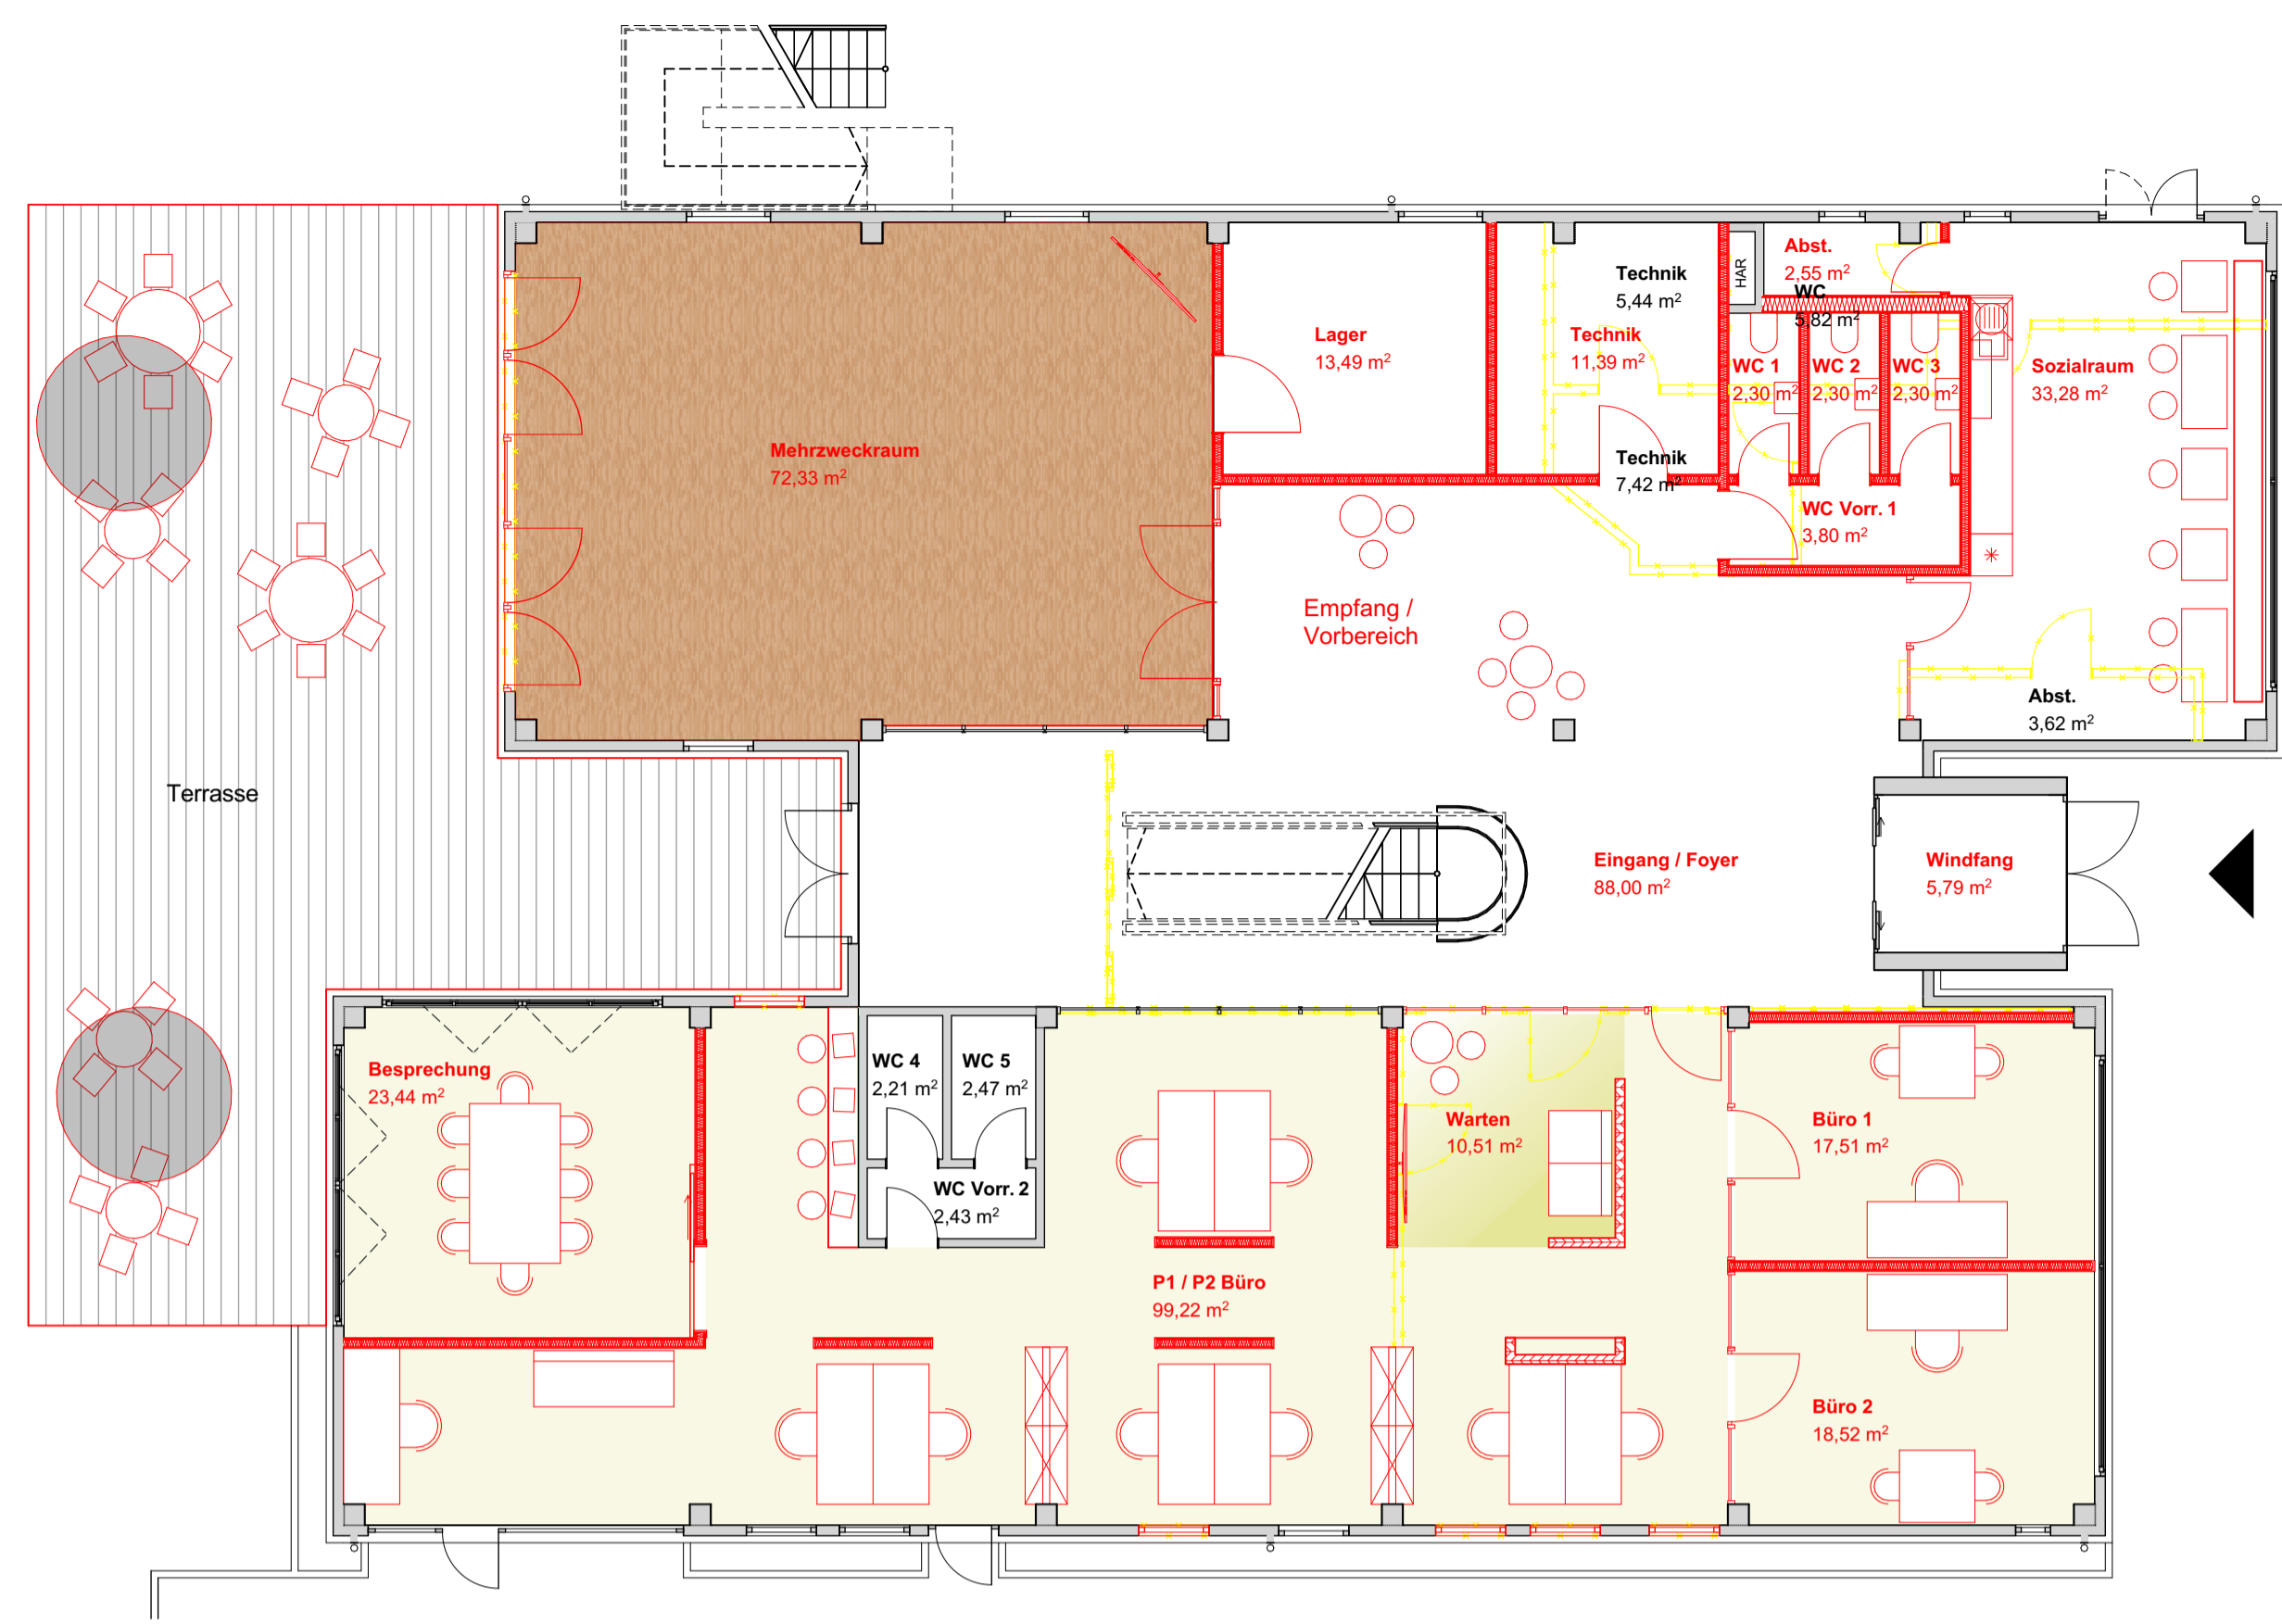 HAR
Abst.
2,55 m²
WC
5,82 m²
Technik
5,44 m²
Lager
13,49 m²
Technik
11,39 m²
WC 1
2,30 m²
WC 2
2,30 m²
WC 3
2,30 m²
Sozialraum
33,28 m²
Mehrzweckraum
72,33 m²
Technik
7,42 m²
WC Vorr. 1
3,80 m²
Empfang /
Vorbereich
Abst.
3,62 m²
Terrasse
Eingang / Foyer
88,00 m²
Windfang
5,79 m²
Besprechung
23,44 m²
WC 4
2,21 m²
WC 5
2,47 m²
Warten
10,51 m²
Büro 1
17,51 m²
WC Vorr. 2
2,43 m²
P1 / P2 Büro
99,22 m²
Büro 2
18,52 m²